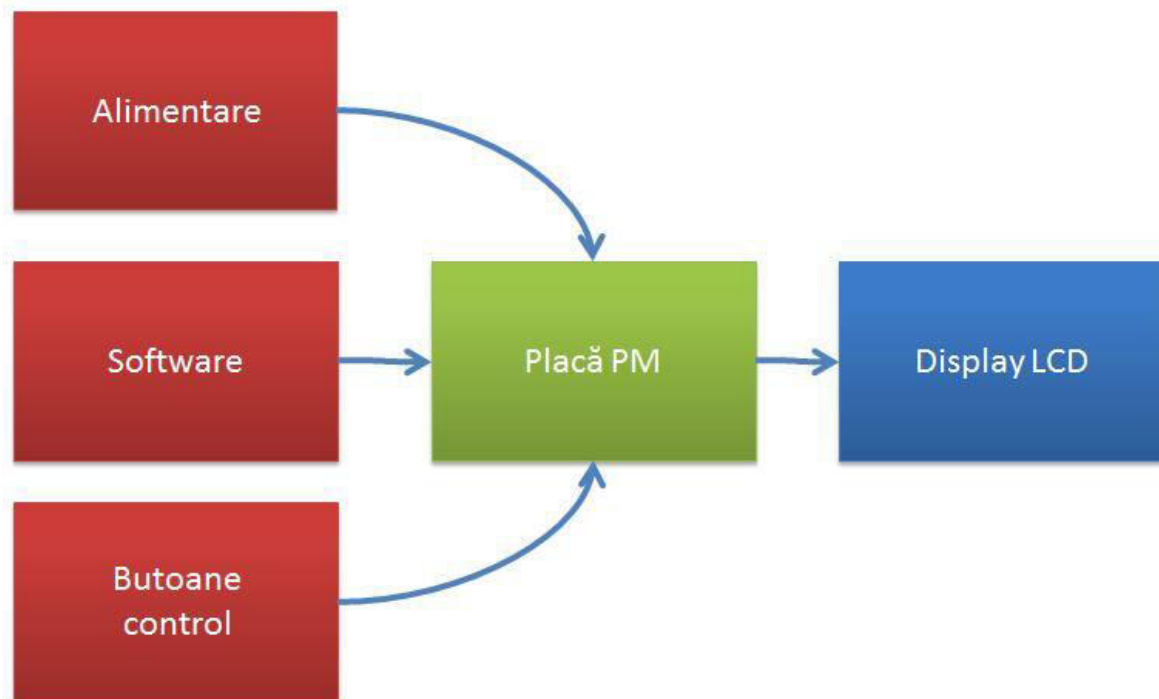 Alimentare
Software
Placă PM
Display LCD
Butoane
control